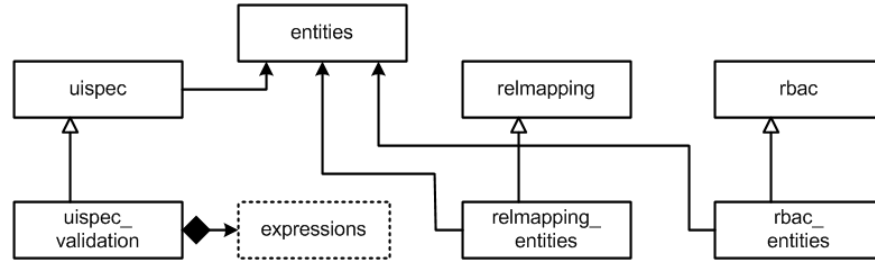 entities
uispec
relmapping
rbac
uispec_
validation
expressions
relmapping_
entities
rbac_
entities